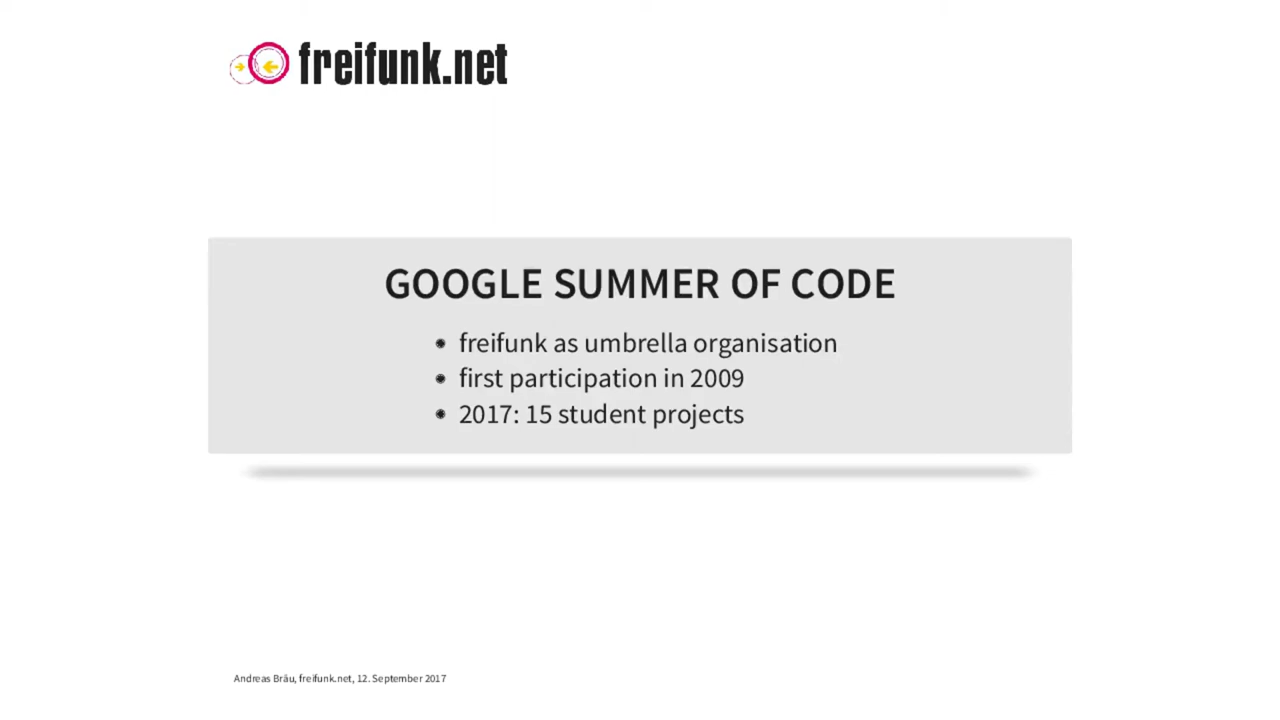 freifunk.net
GOOGLE SUMMER OF CODE
• freifunk as umbrella organisation
• first participation in 2009
• 2017: 15 student projects
Andreas Bräu, freifunk.net, 12. September 2017